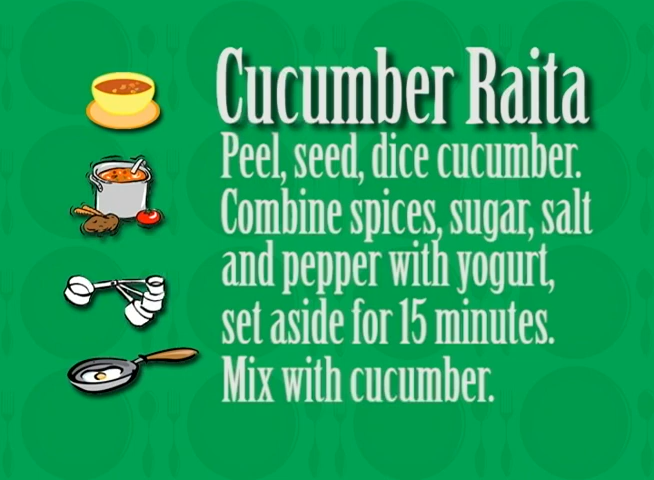 Cucumber Raita
Peel, seed, dice cucumber.
Combine spices, sugar, salt
and pepper with yogurt,
set aside for 15 minutes.
Mix with cucumber.